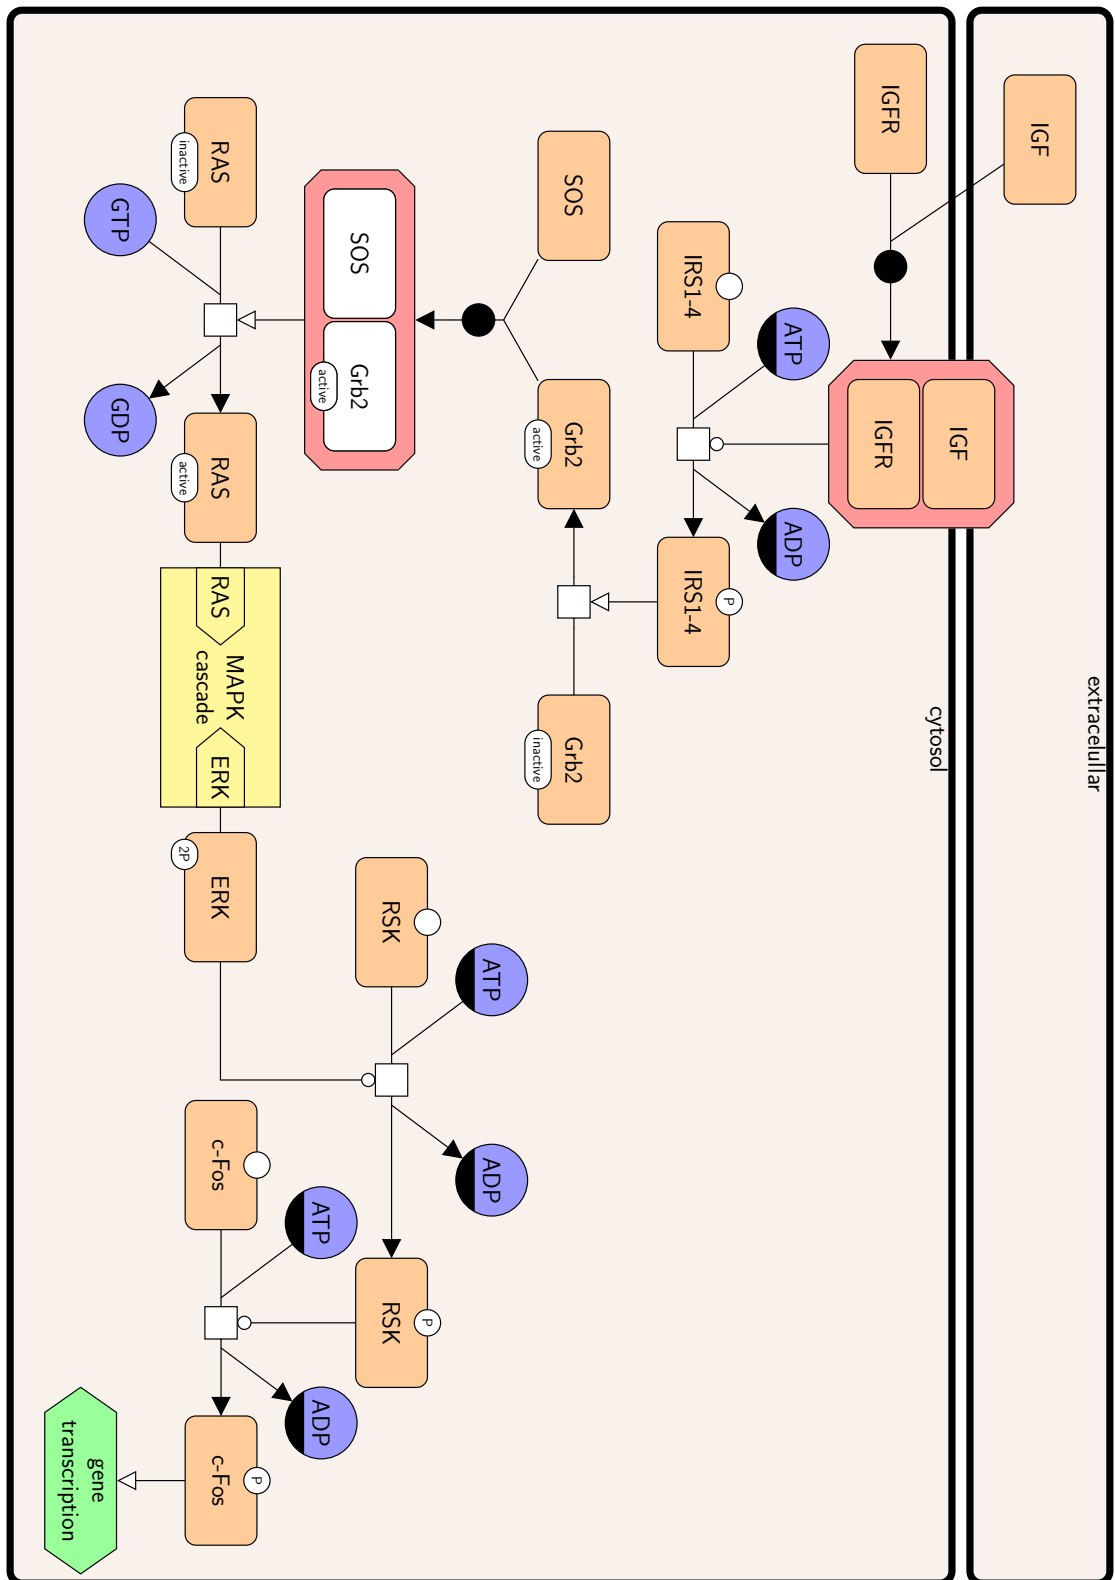 extracelullar
IGF
cytosol
IGFR
IGF
IGFR
ATP
ADP
IRS1-4
IRS1-4
P
SOS
Grb2
active
Grb2
inactive
SOS
Grb2
active
RAS
inactive
GTP
GDP
RAS
active
RAS
MAPK
cascade
ERK
ERK
2P
RSK
ATP
ADP
RSK
P
c-Fos
ATP
ADP
c-Fos
P
gene
transcription